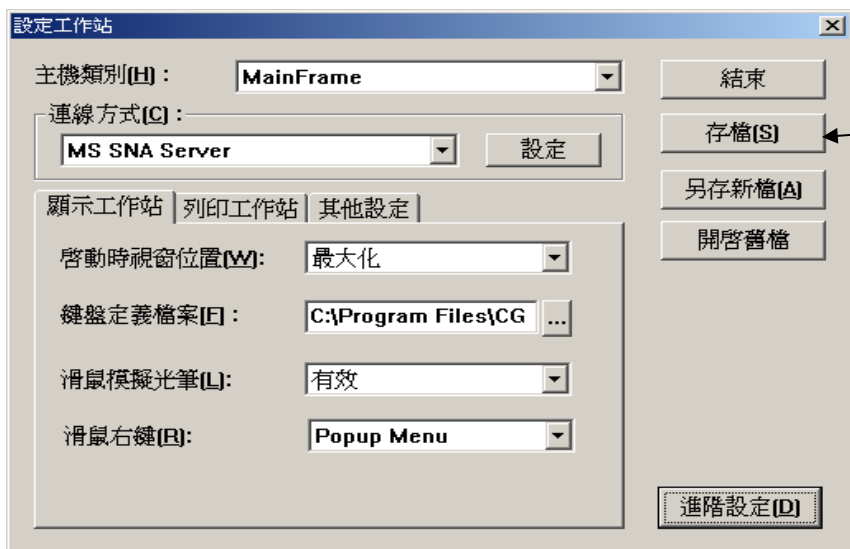 設定工作站
主機類別(H)：
MainFrame
結束
連線方式(C)：
MS SNA Server
設定
存檔(S)
另存新檔(A)
開啓舊檔
顯示工作站
列印工作站
其他設定
啓動時視窗位置(W):
最大化
鍵盤定義檔案(F)：
C:\Program Files\CG
...
滑鼠模擬光筆(L):
有效
滑鼠右鍵(R):
Popup Menu
進階設定(D)